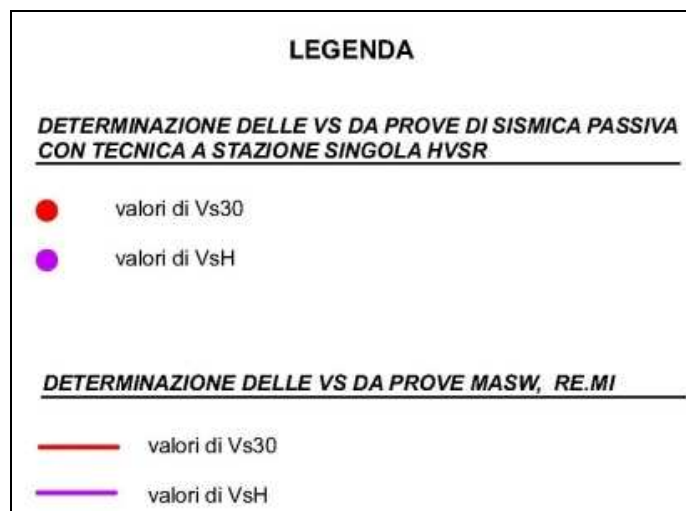 LEGENDA
DETERMINAZIONE DELLE VS DA PROVE DI SISMICA PASSIVA
CON TECNICA A STAZIONE SINGOLA HVSR
valori di Vs30
valori di VsH
DETERMINAZIONE DELLE VS DA PROVE MASW, RE.MI
valori di Vs30
valori di VsH